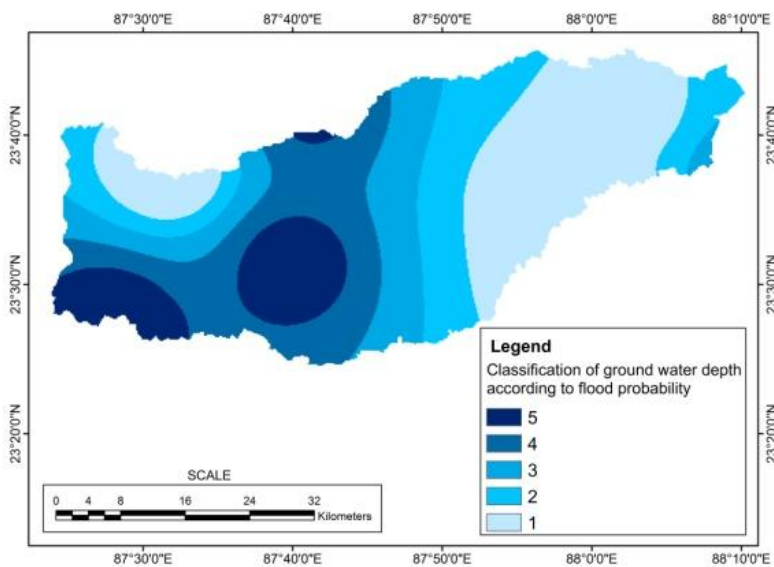 87°30'0"E 87°40'0"E 87°50'0"E 88°0'0"E 88°10'0"E
23°40'0"N 23°40'0"N
23°30'0"N 23°30'0"N
23°20'0"N 23°20'0"N
Legend
Classification of ground water depth
according to flood probability
5
4
3
2
1
SCALE
0 4 8 16 24 32
Kilometers
87°30'0"E 87°40'0"E 87°50'0"E 88°0'0"E 88°10'0"E